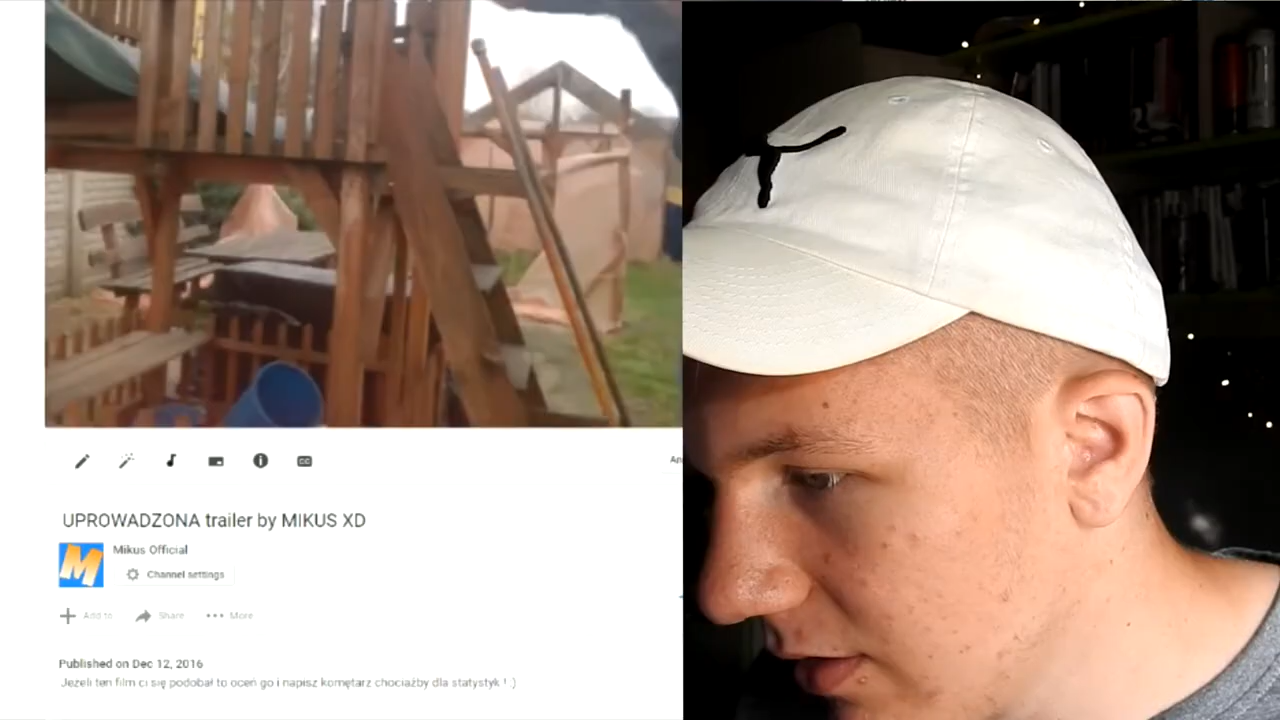 UPROWADZONA trailer by MIKUS XD
M
Mikus Official
Channel settings
An
Add to
Share
More
Published on Dec 12, 2016
Jeżeli ten film ci się podobał to oceń go i napisz komętarz chociażby dla statystyk ! :)